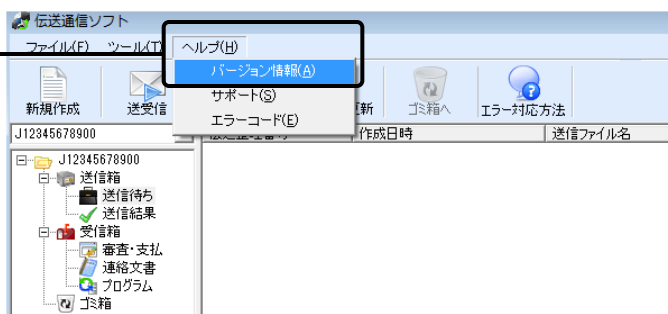 伝送通信ソフト
ファイル(F) ツール(T) ヘルプ(H)
バージョン情報(A)
サポート(S)
エラーコード(E)
新規作成 送受信 更新 ゴミ箱へ エラー対応方法
J12345678900 作成日時 送信ファイル名
J12345678900
送信箱
送信待ち
送信結果
受信箱
審査・支払
連絡文書
プログラム
ゴミ箱